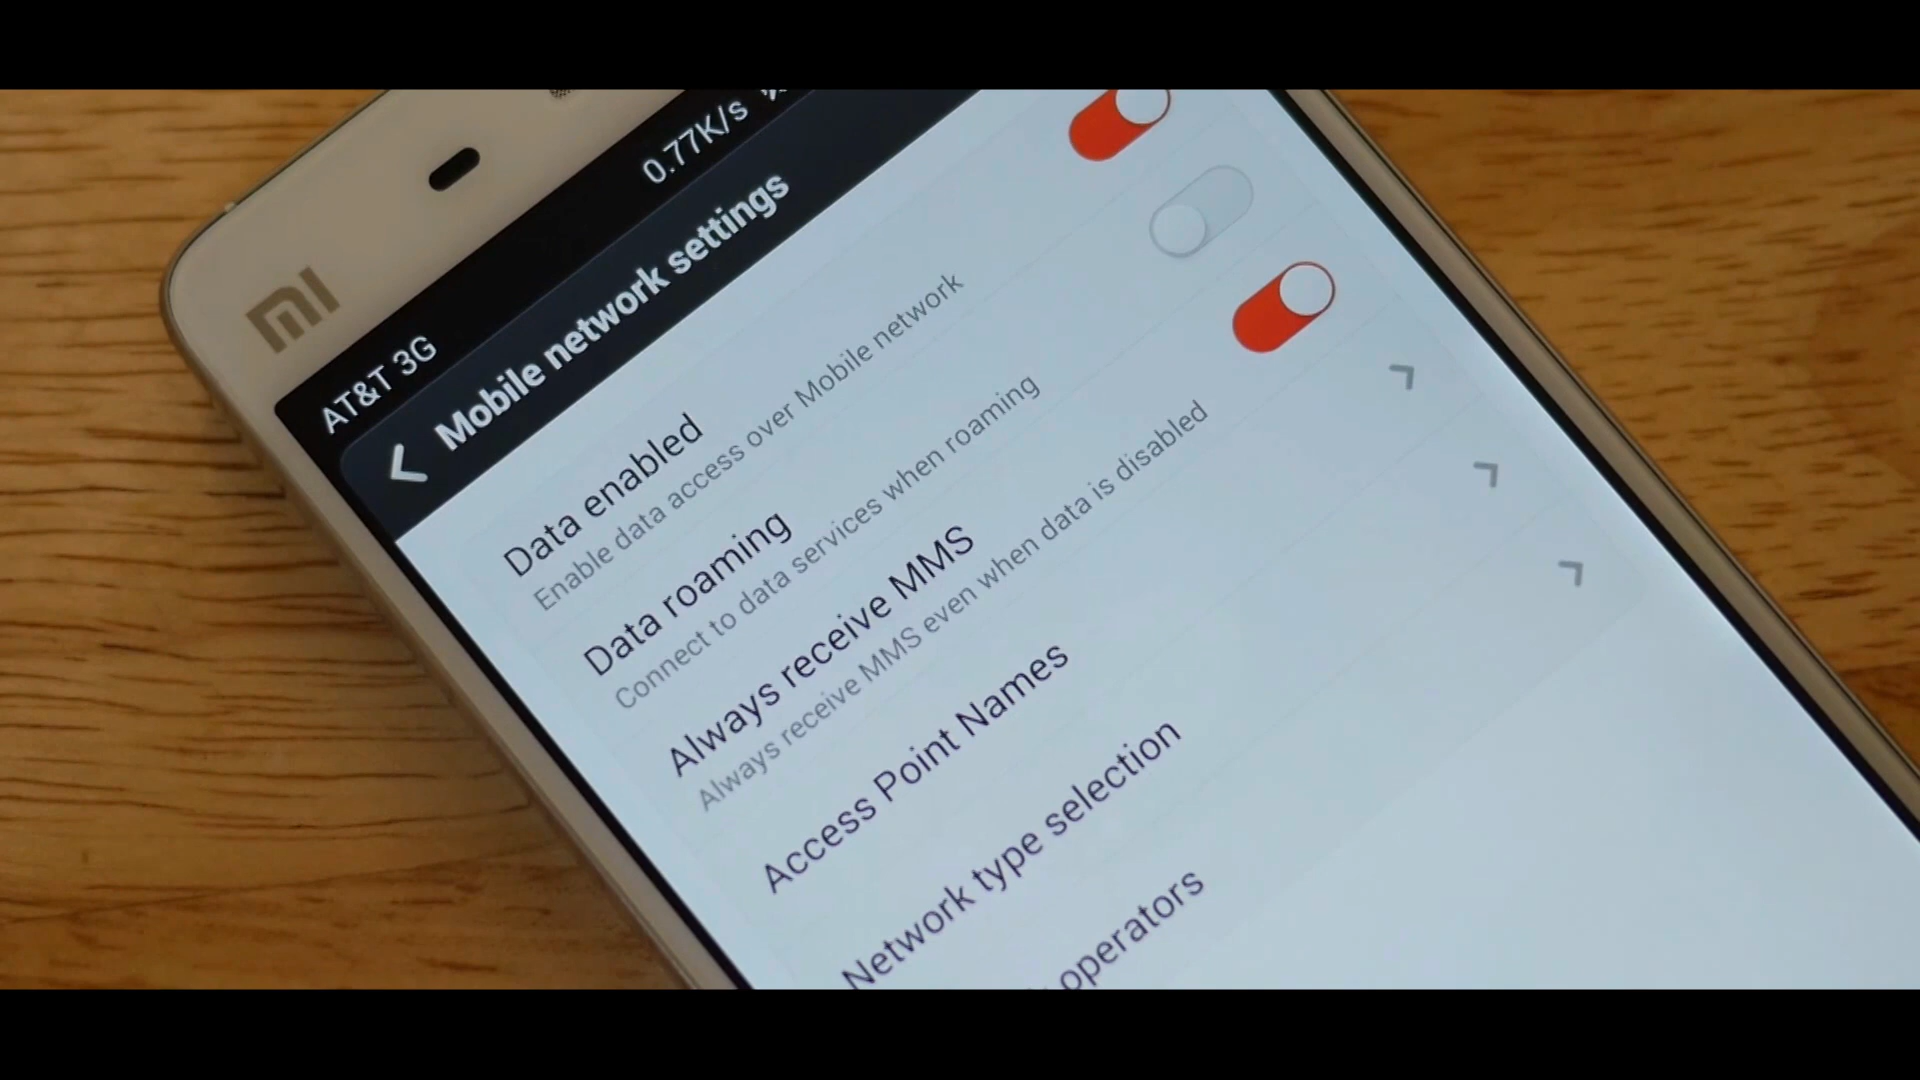 MI
AT&T 3G
0.77K/s
Mobile network settings
Data enabled
Enable data access over Mobile network
Data roaming
Connect to data services when roaming
Always receive MMS
Always receive MMS even when data is disabled
Access Point Names
Network type selection
operators